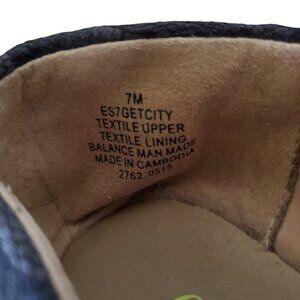 7M
ES7GETCITY
TEXTILE UPPER
TEXTILE LINING
BALANCE MAN MADE
MADE IN CAMBODIA
2762 0515